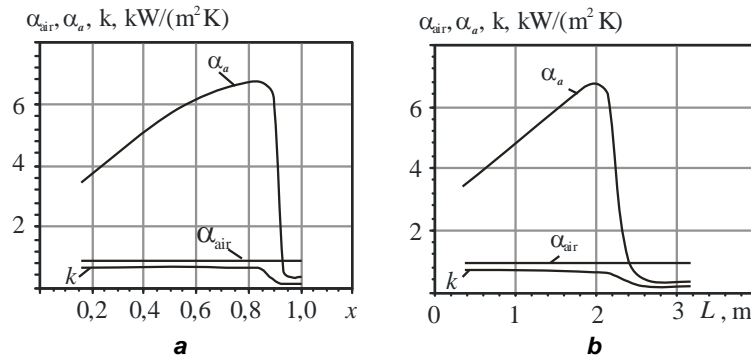 α_air, α_a, k, kW/(m² K)
α_a
6
4
2
α_air
k
0,2 0,4 0,6 0,8 1,0 x
a
α_air, α_a, k, kW/(m² K)
α_a
6
4
2
α_air
k
0 1 2 3 L , m
b